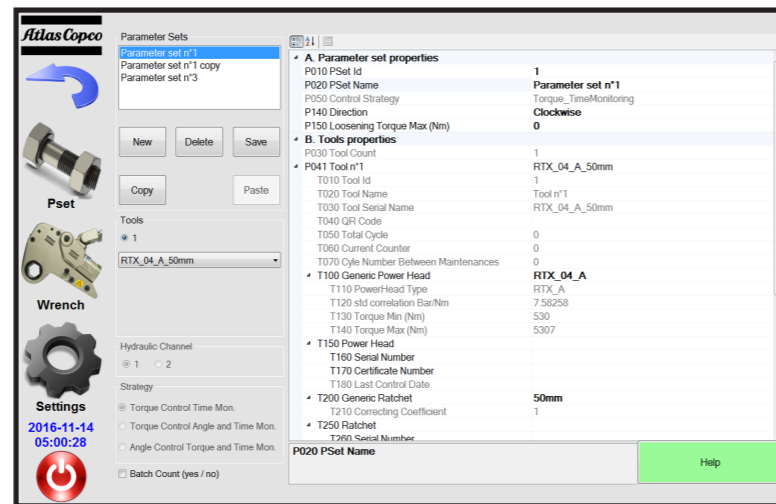 Atlas Copco
Pset
Wrench
Settings
2016-11-14
05:00:28
Parameter Sets
Parameter set n°1
Parameter set n°1 copy
Parameter set n°3
New
Delete
Save
Copy
Paste
Tools
1
RTX_04_A_50mm
Hydraulic Channel
1 2
Strategy
Torque Control Time Mon.
Torque Control Angle and Time Mon.
Angle Control Torque and Time Mon.
Batch Count (yes / no)
A. Parameter set properties
P010 PSet Id 1
P020 PSet Name Parameter set n°1
P050 Control Strategy Torque_TimeMonitoring
P140 Direction Clockwise
P150 Loosening Torque Max (Nm) 0
B. Tools properties
P030 Tool Count 1
P041 Tool n°1 RTX_04_A_50mm
T010 Tool Id 1
T020 Tool Name Tool n°1
T030 Tool Serial Name RTX_04_A_50mm
T040 QR Code
T050 Total Cycle 0
T060 Current Counter 0
T070 Cyle Number Between Maintenances 0
T100 Generic Power Head RTX_04_A
T110 PowerHead Type RTX_A
T120 std correlation Bar/Nm 7.58258
T130 Torque Min (Nm) 530
T140 Torque Max (Nm) 5307
T150 Power Head
T160 Serial Number
T170 Certificate Number
T180 Last Control Date
T200 Generic Ratchet 50mm
T210 Correcting Coefficient 1
T250 Ratchet
T260 Serial Number
P020 PSet Name
Help